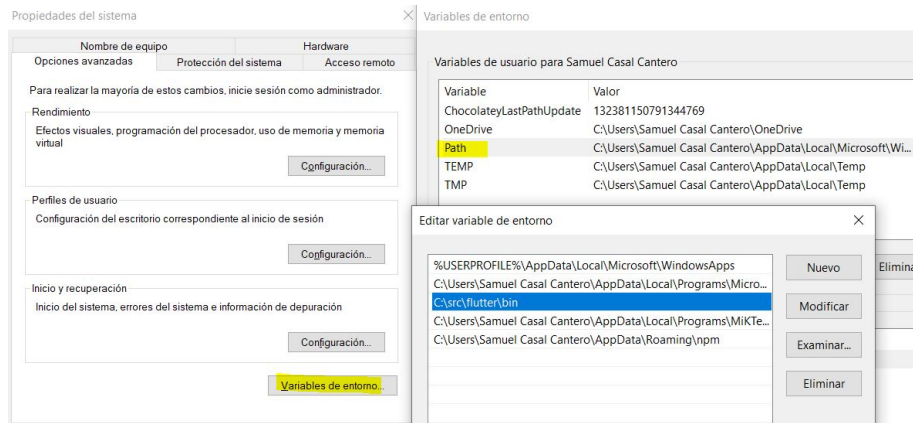 Propiedades del sistema
Nombre de equipo
Hardware
Opciones avanzadas
Protección del sistema
Acceso remoto
Para realizar la mayoría de estos cambios, inicie sesión como administrador.
Rendimiento
Efectos visuales, programación del procesador, uso de memoria y memoria
virtual
Configuración...
Perfiles de usuario
Configuración del escritorio correspondiente al inicio de sesión
Configuración...
Inicio y recuperación
Inicio del sistema, errores del sistema e información de depuración
Configuración...
Variables de entorno...
Variables de entorno
Variables de usuario para Samuel Casal Cantero
Variable Valor
ChocolateyLastPathUpdate 132381150791344769
OneDrive C:\Users\Samuel Casal Cantero\OneDrive
Path C:\Users\Samuel Casal Cantero\AppData\Local\Microsoft\Wi...
TEMP C:\Users\Samuel Casal Cantero\AppData\Local\Temp
TMP C:\Users\Samuel Casal Cantero\AppData\Local\Temp
Elimina
Editar variable de entorno
%USERPROFILE%\AppData\Local\Microsoft\WindowsApps
C:\Users\Samuel Casal Cantero\AppData\Local\Programs\Micro...
C:\src\flutter\bin
C:\Users\Samuel Casal Cantero\AppData\Local\Programs\MiKTe...
C:\Users\Samuel Casal Cantero\AppData\Roaming\npm
Nuevo
Modificar
Examinar...
Eliminar